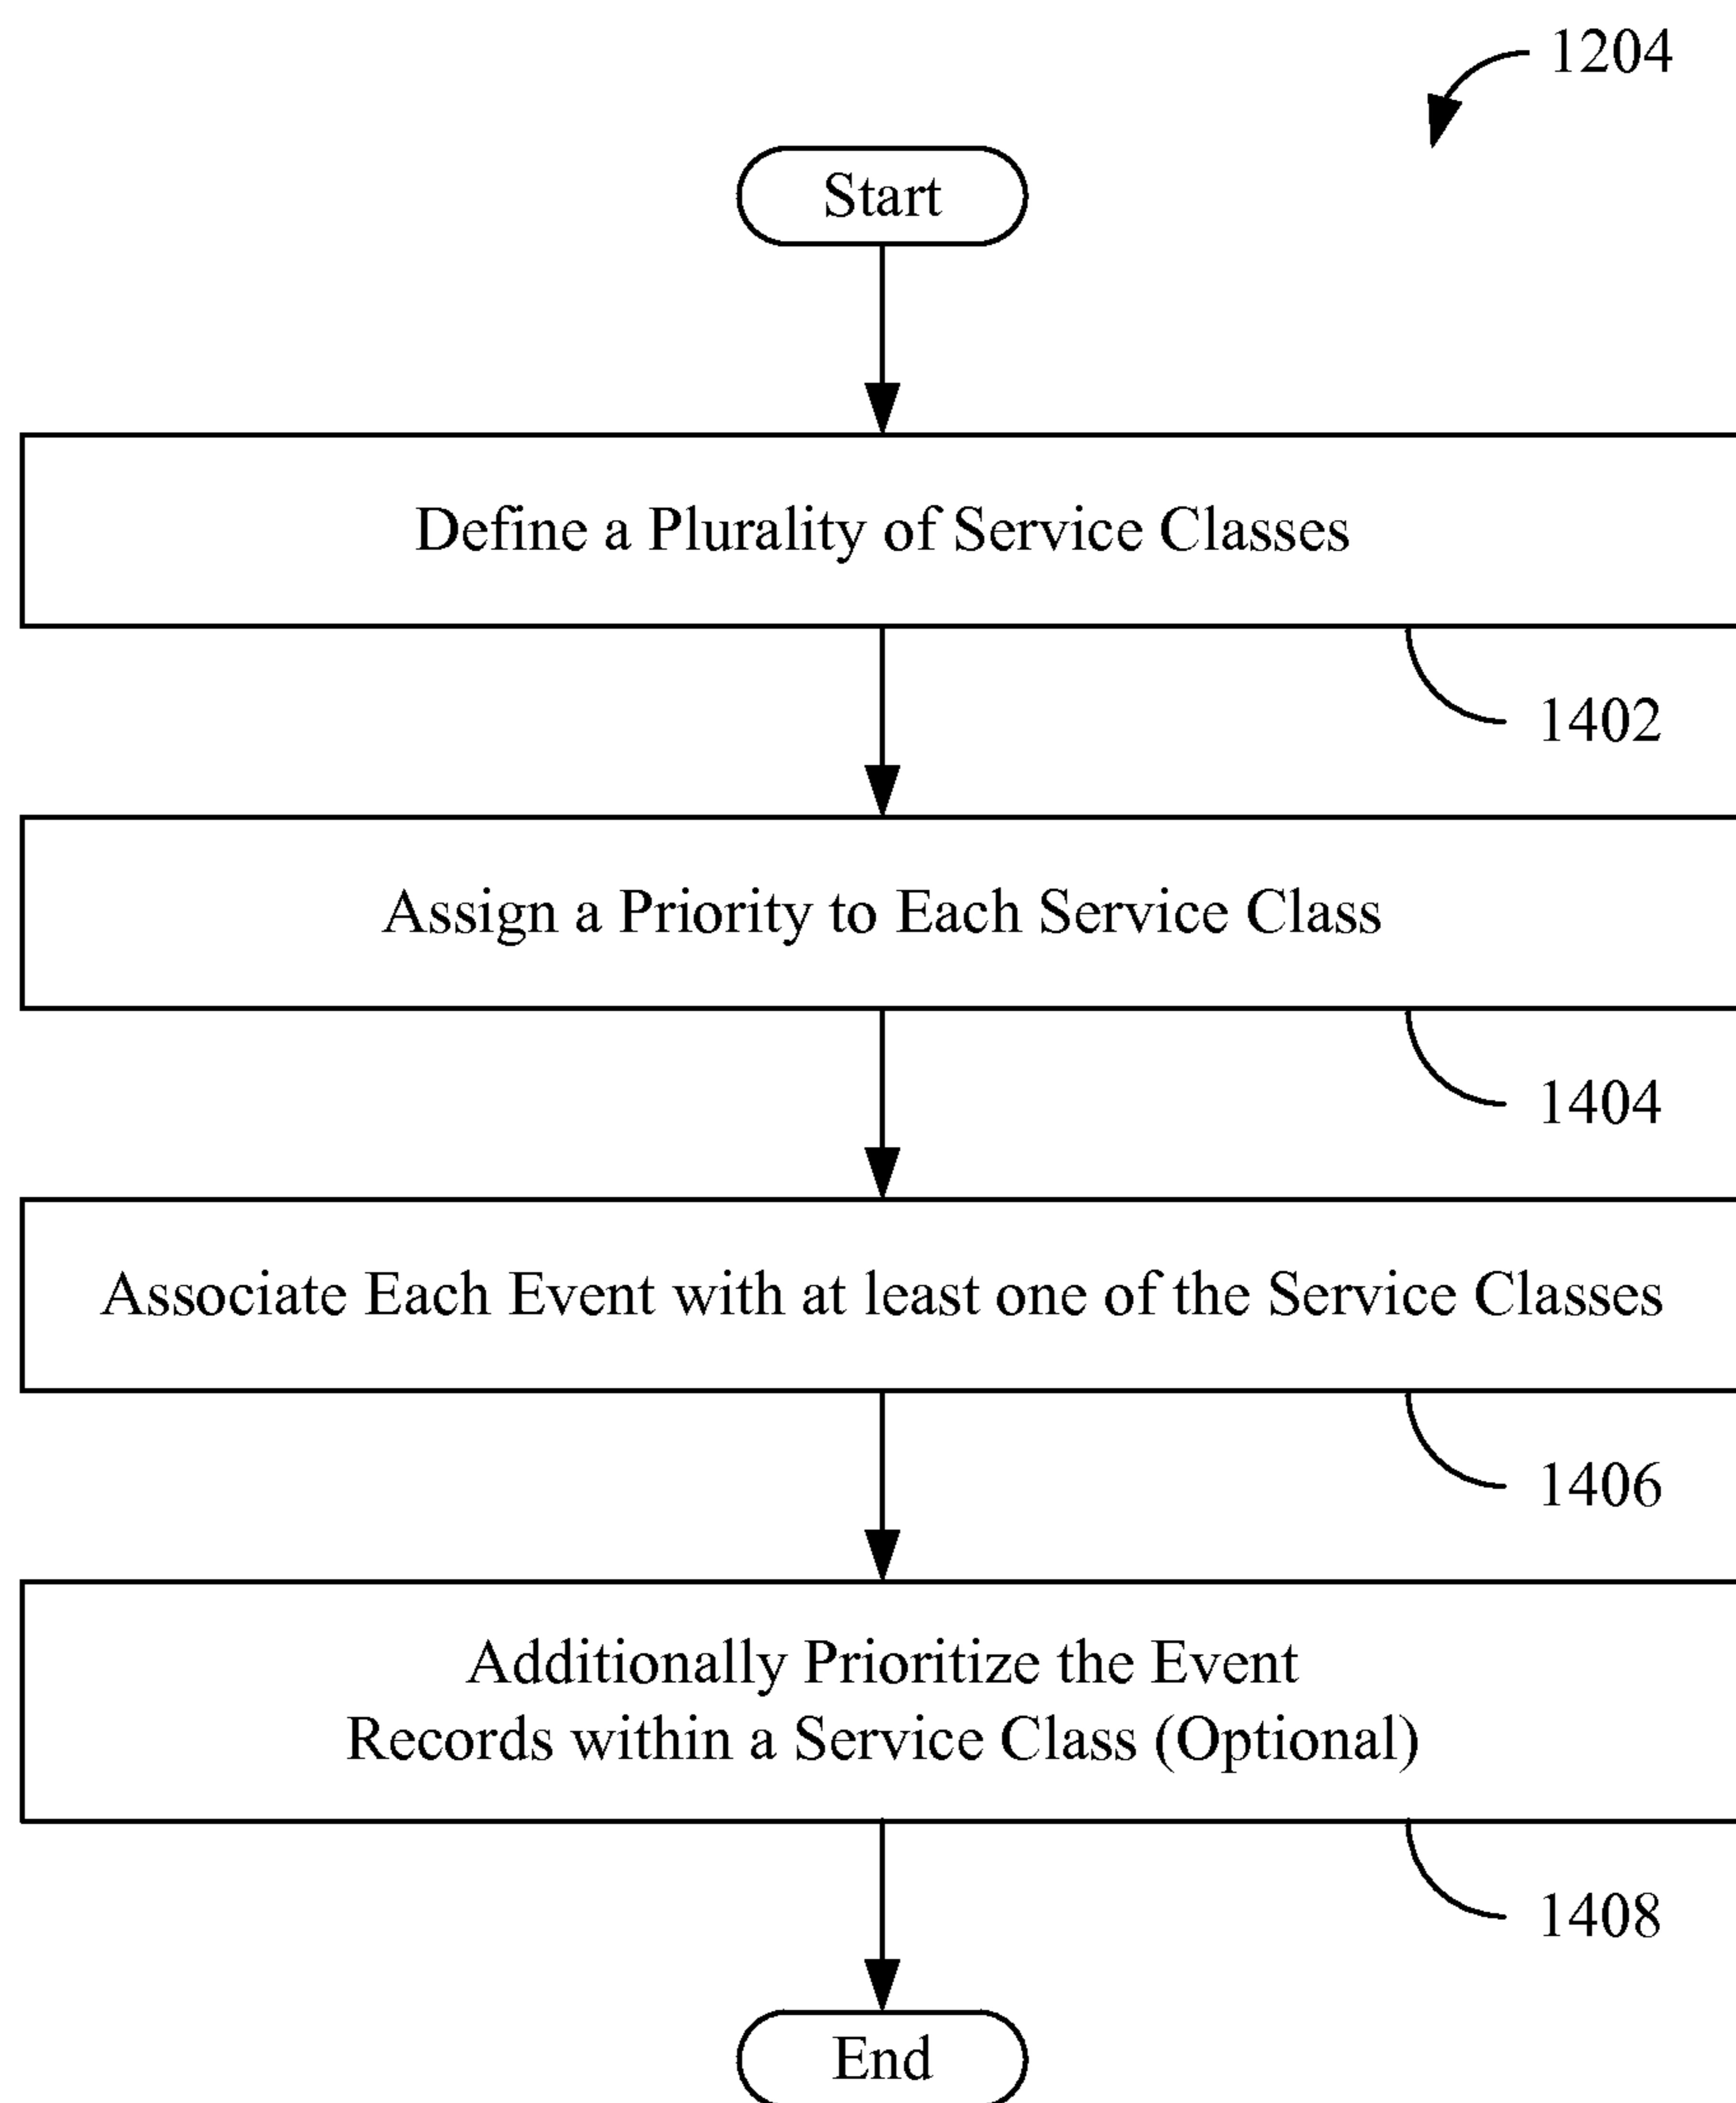 1204
Start
Define a Plurality of Service Classes
1402
Assign a Priority to Each Service Class
1404
Associate Each Event with at least one of the Service Classes
1406
Additionally Prioritize the Event
Records within a Service Class (Optional)
1408
End